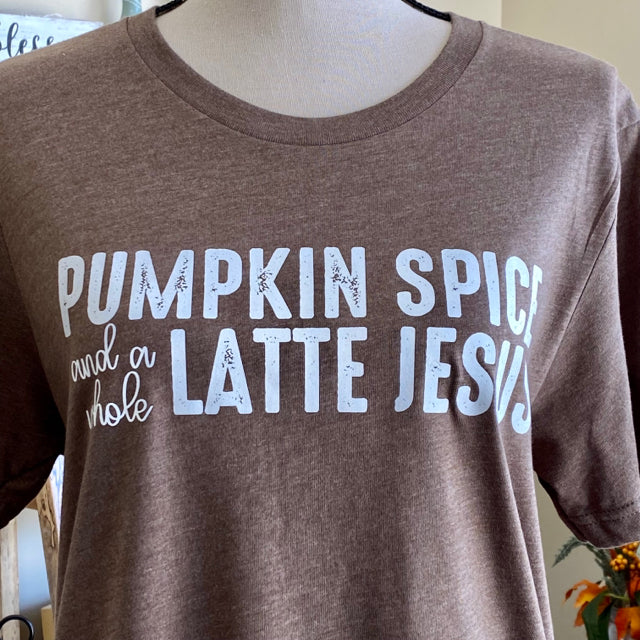 PUMPKIN SPICE
and a
whole
LATTE JESUS